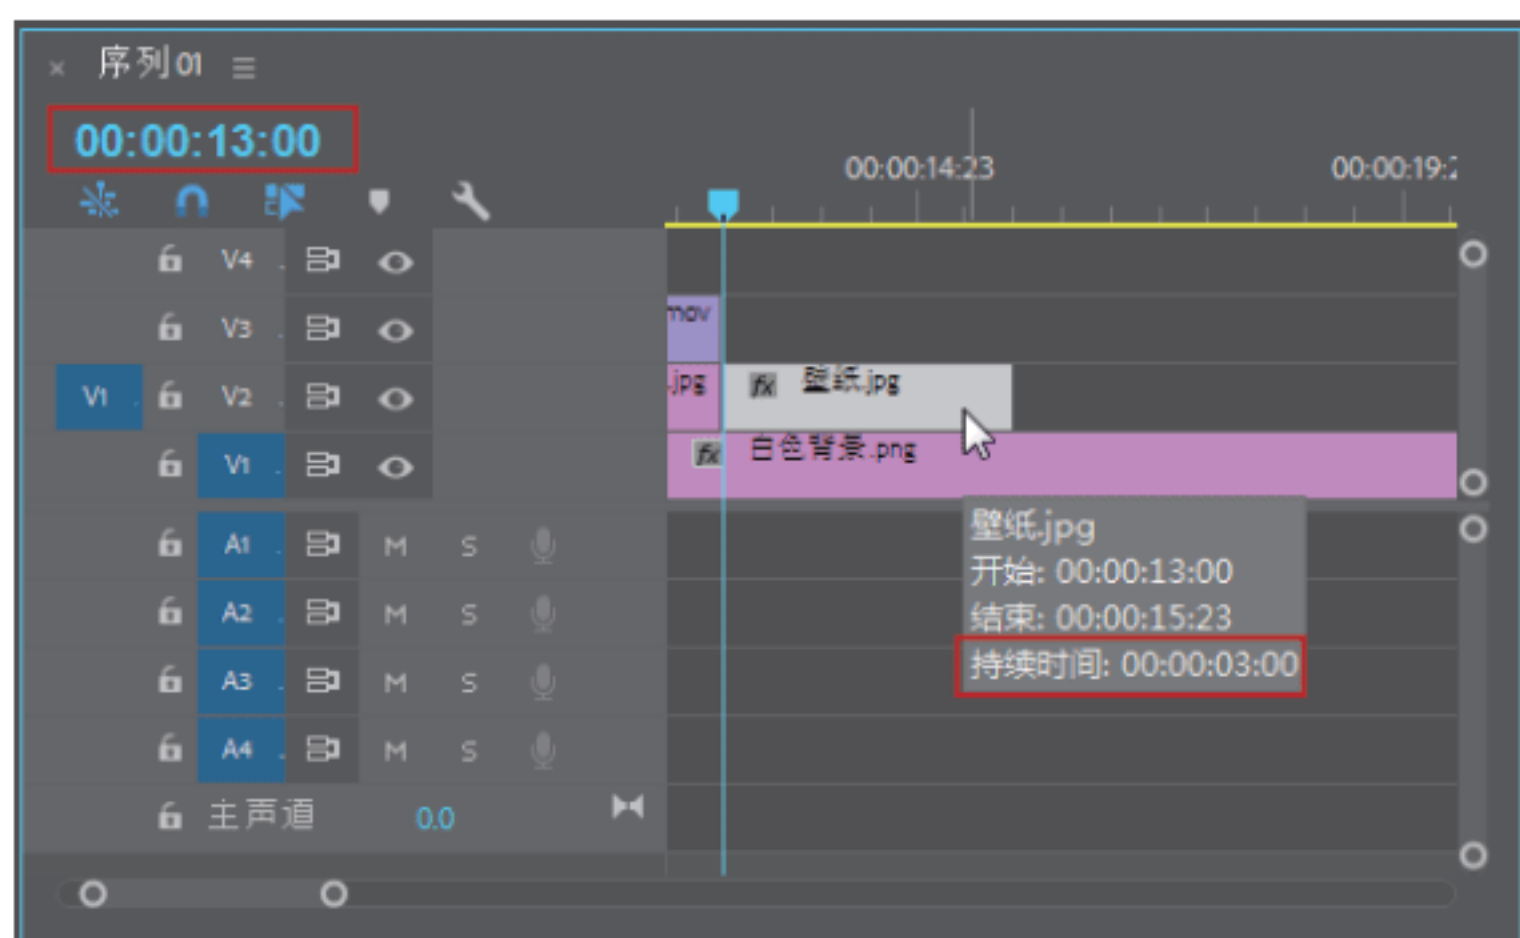 序列 01
00:00:13:00
00:00:14:23
00:00:19:2
V4
V3
mov
V1
V2
.jpg
fx 壁纸.jpg
V1
fx
白色背景.png
壁纸.jpg
开始: 00:00:13:00
结束: 00:00:15:23
持续时间: 00:00:03:00
A1 M S
A2 M S
A3 M S
A4 M S
主声道 0.0